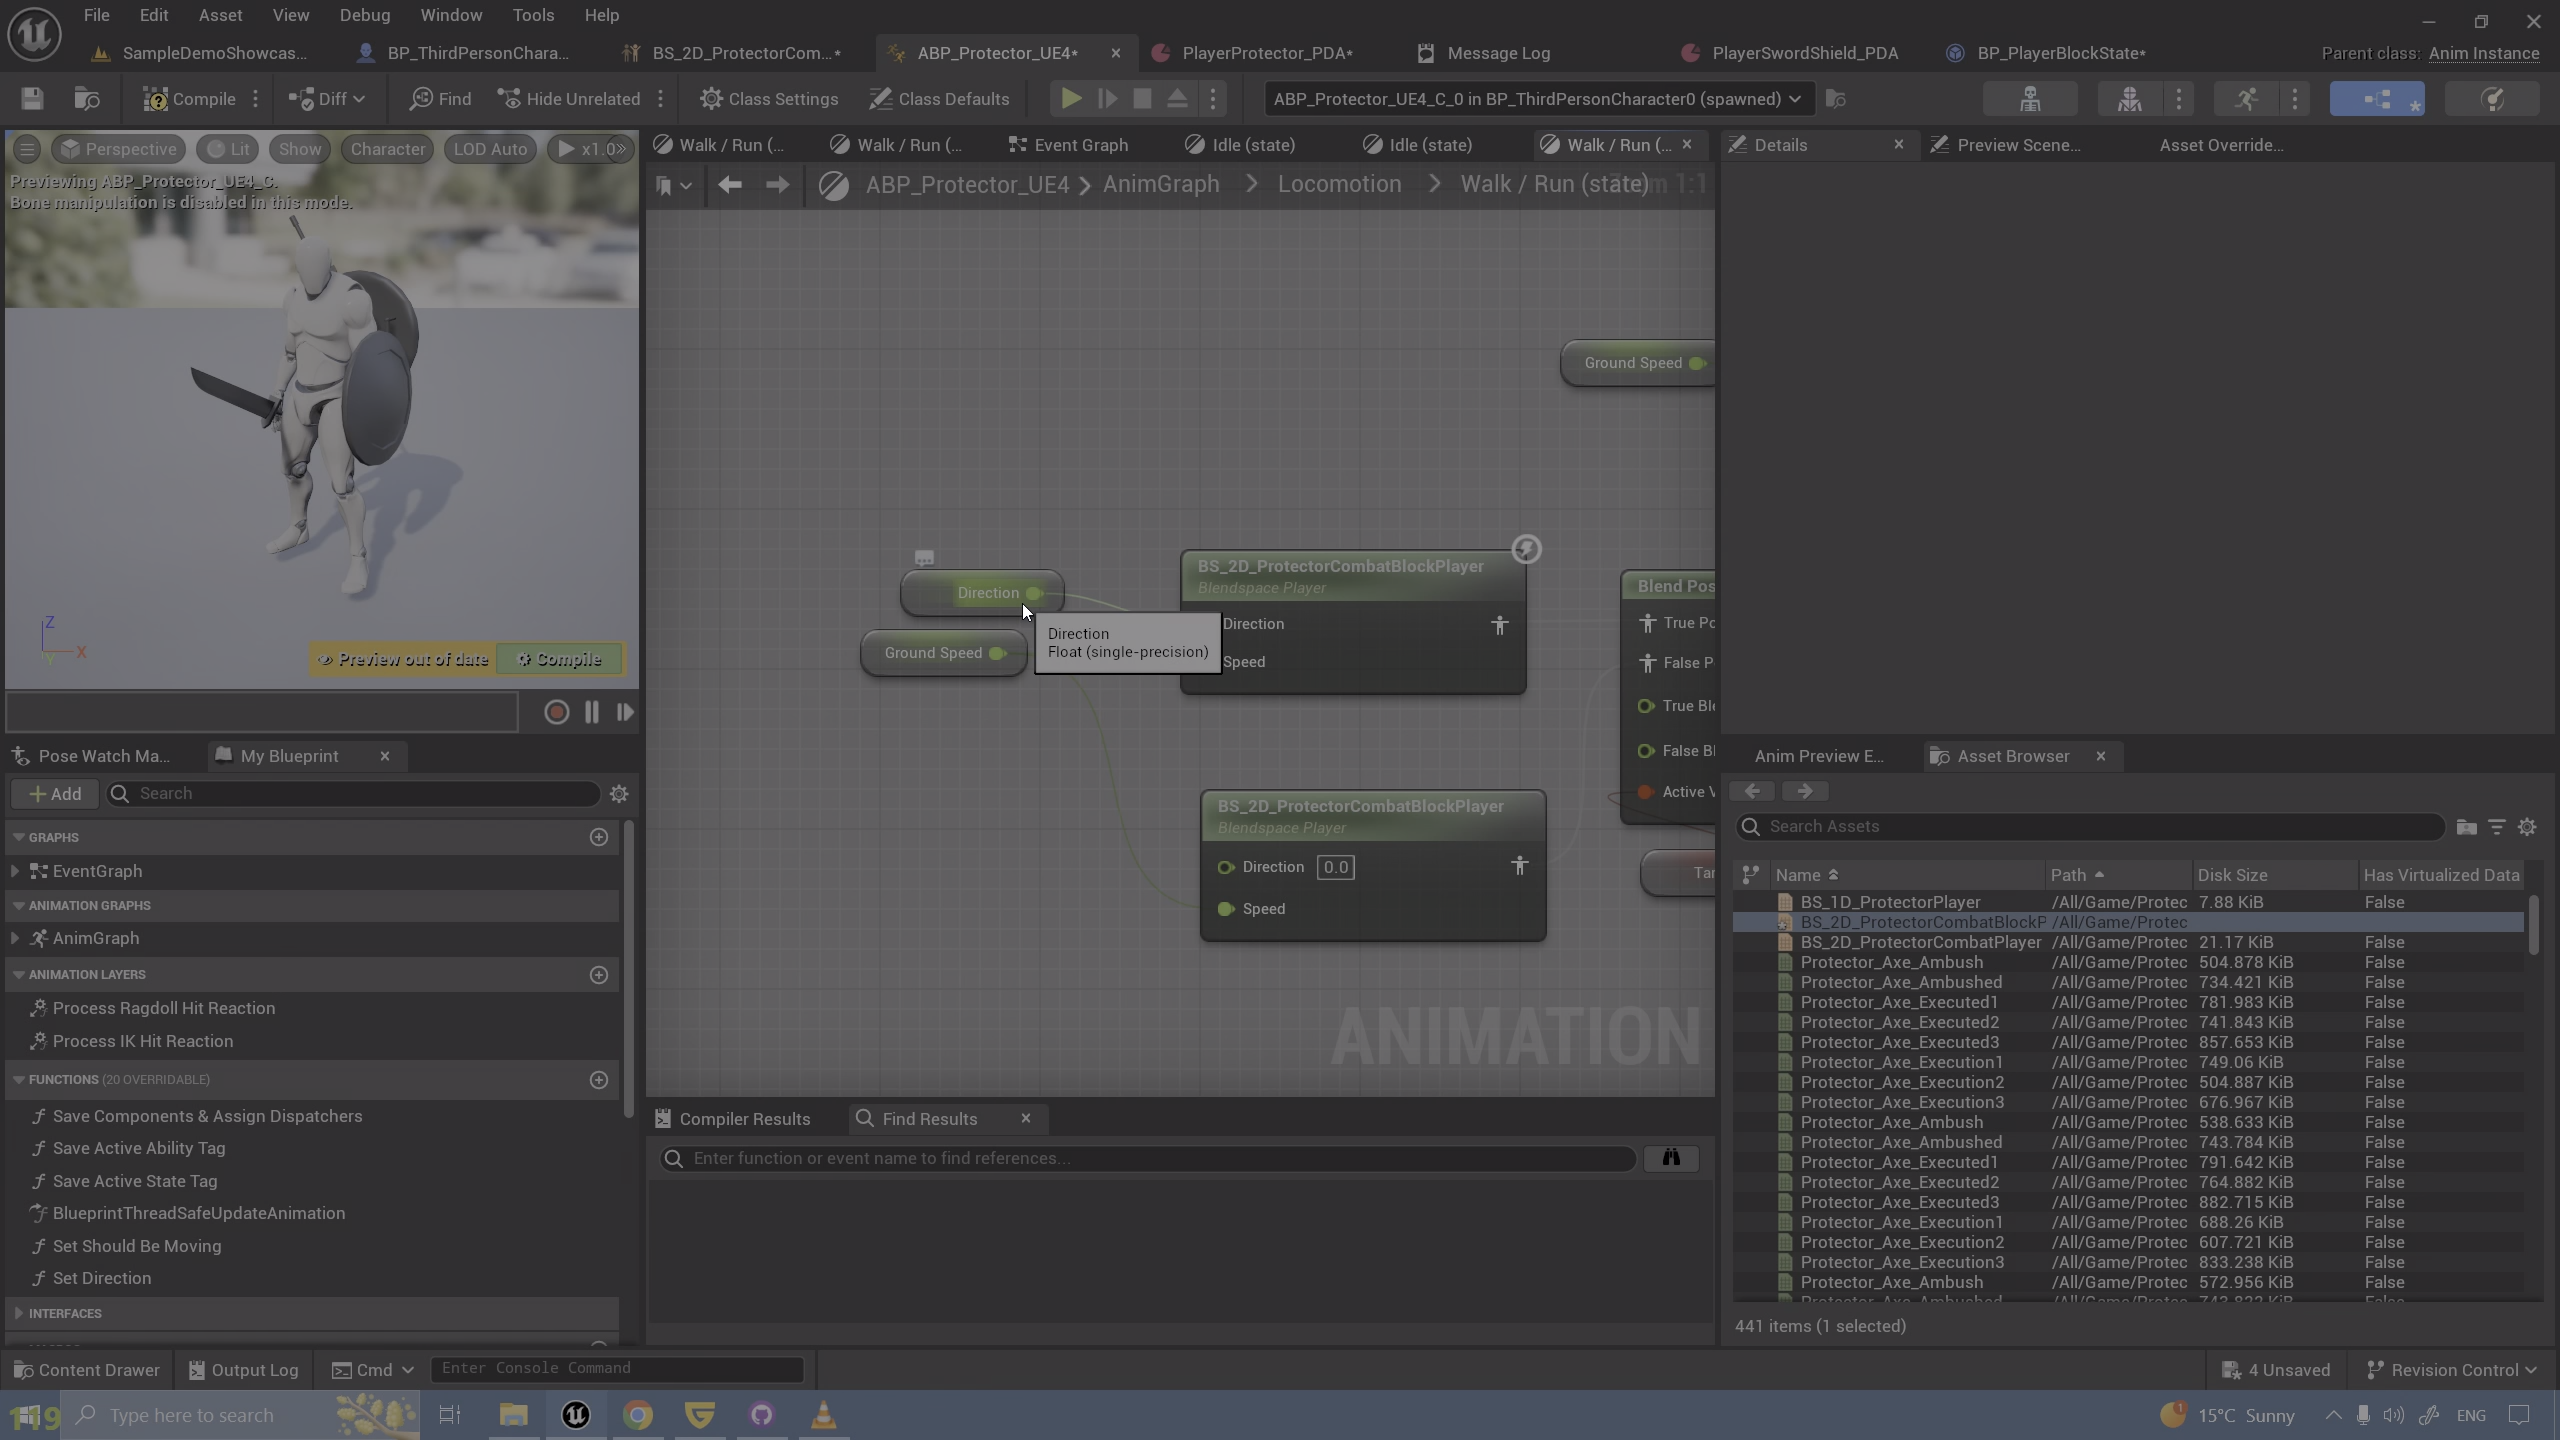 File Edit Asset View Debug Window Tools Help
SampleDemoShowcas... BP_ThirdPersonChara... BS_2D_ProtectorCom...* ABP_Protector_UE4* PlayerProtector_PDA* Message Log PlayerSwordShield_PDA BP_PlayerBlockState* Parent class: Anim Instance
Compile Diff Find Hide Unrelated Class Settings Class Defaults ABP_Protector_UE4_C_0 in BP_ThirdPersonCharacter0 (spawned)
Perspective Lit Show Character LOD Auto x1.0
Previewing ABP_Protector_UE4_C.
Bone manipulation is disabled in this mode.
Z
X
Y
Preview out of date Compile
Walk / Run (... Walk / Run (... Event Graph Idle (state) Idle (state) Walk / Run (...
ABP_Protector_UE4 > AnimGraph > Locomotion > Walk / Run (state) Zoom 1:1
Ground Speed
Direction
Ground Speed
Direction
Float (single-precision)
BS_2D_ProtectorCombatBlockPlayer
Blendspace Player
Direction
Speed
Blend Pos
True Po
False P
True Ble
False Bl
Active V
Tar
BS_2D_ProtectorCombatBlockPlayer
Blendspace Player
Direction 0.0
Speed
ANIMATION
Pose Watch Ma... My Blueprint
Add Search
GRAPHS
EventGraph
ANIMATION GRAPHS
AnimGraph
ANIMATION LAYERS
Process Ragdoll Hit Reaction
Process IK Hit Reaction
FUNCTIONS (20 OVERRIDABLE)
Save Components & Assign Dispatchers
Save Active Ability Tag
Save Active State Tag
BlueprintThreadSafeUpdateAnimation
Set Should Be Moving
Set Direction
INTERFACES
Compiler Results Find Results
Enter function or event name to find references...
Details Preview Scene... Asset Override...
Anim Preview E... Asset Browser
Search Assets
Name Path Disk Size Has Virtualized Data
BS_1D_ProtectorPlayer /All/Game/Protec 7.88 KiB False
BS_2D_ProtectorCombatBlockP /All/Game/Protec
BS_2D_ProtectorCombatPlayer /All/Game/Protec 21.17 KiB False
Protector_Axe_Ambush /All/Game/Protec 504.878 KiB False
Protector_Axe_Ambushed /All/Game/Protec 734.421 KiB False
Protector_Axe_Executed1 /All/Game/Protec 781.983 KiB False
Protector_Axe_Executed2 /All/Game/Protec 741.843 KiB False
Protector_Axe_Executed3 /All/Game/Protec 857.653 KiB False
Protector_Axe_Execution1 /All/Game/Protec 749.06 KiB False
Protector_Axe_Execution2 /All/Game/Protec 504.887 KiB False
Protector_Axe_Execution3 /All/Game/Protec 676.967 KiB False
Protector_Axe_Ambush /All/Game/Protec 538.633 KiB False
Protector_Axe_Ambushed /All/Game/Protec 743.784 KiB False
Protector_Axe_Executed1 /All/Game/Protec 791.642 KiB False
Protector_Axe_Executed2 /All/Game/Protec 764.882 KiB False
Protector_Axe_Executed3 /All/Game/Protec 882.715 KiB False
Protector_Axe_Execution1 /All/Game/Protec 688.26 KiB False
Protector_Axe_Execution2 /All/Game/Protec 607.721 KiB False
Protector_Axe_Execution3 /All/Game/Protec 833.238 KiB False
Protector_Axe_Ambush /All/Game/Protec 572.956 KiB False
441 items (1 selected)
Content Drawer Output Log Cmd Enter Console Command 4 Unsaved Revision Control
119 Type here to search 1 15°C Sunny ENG